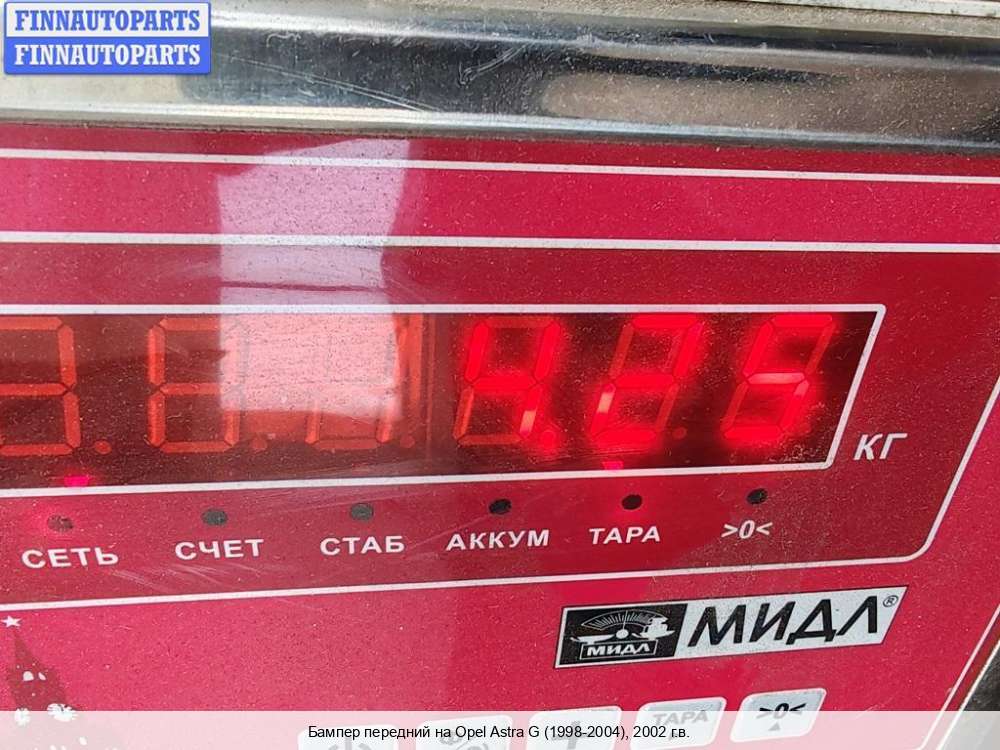 FINNAUTOPARTS
FINNAUTOPARTS
4.25
КГ
СЕТЬ СЧЕТ СТАБ АККУМ ТАРА >0<
МИДЛ МИДЛ®
ТАРА >0<
Бампер передний на Opel Astra G (1998-2004), 2002 г.в.